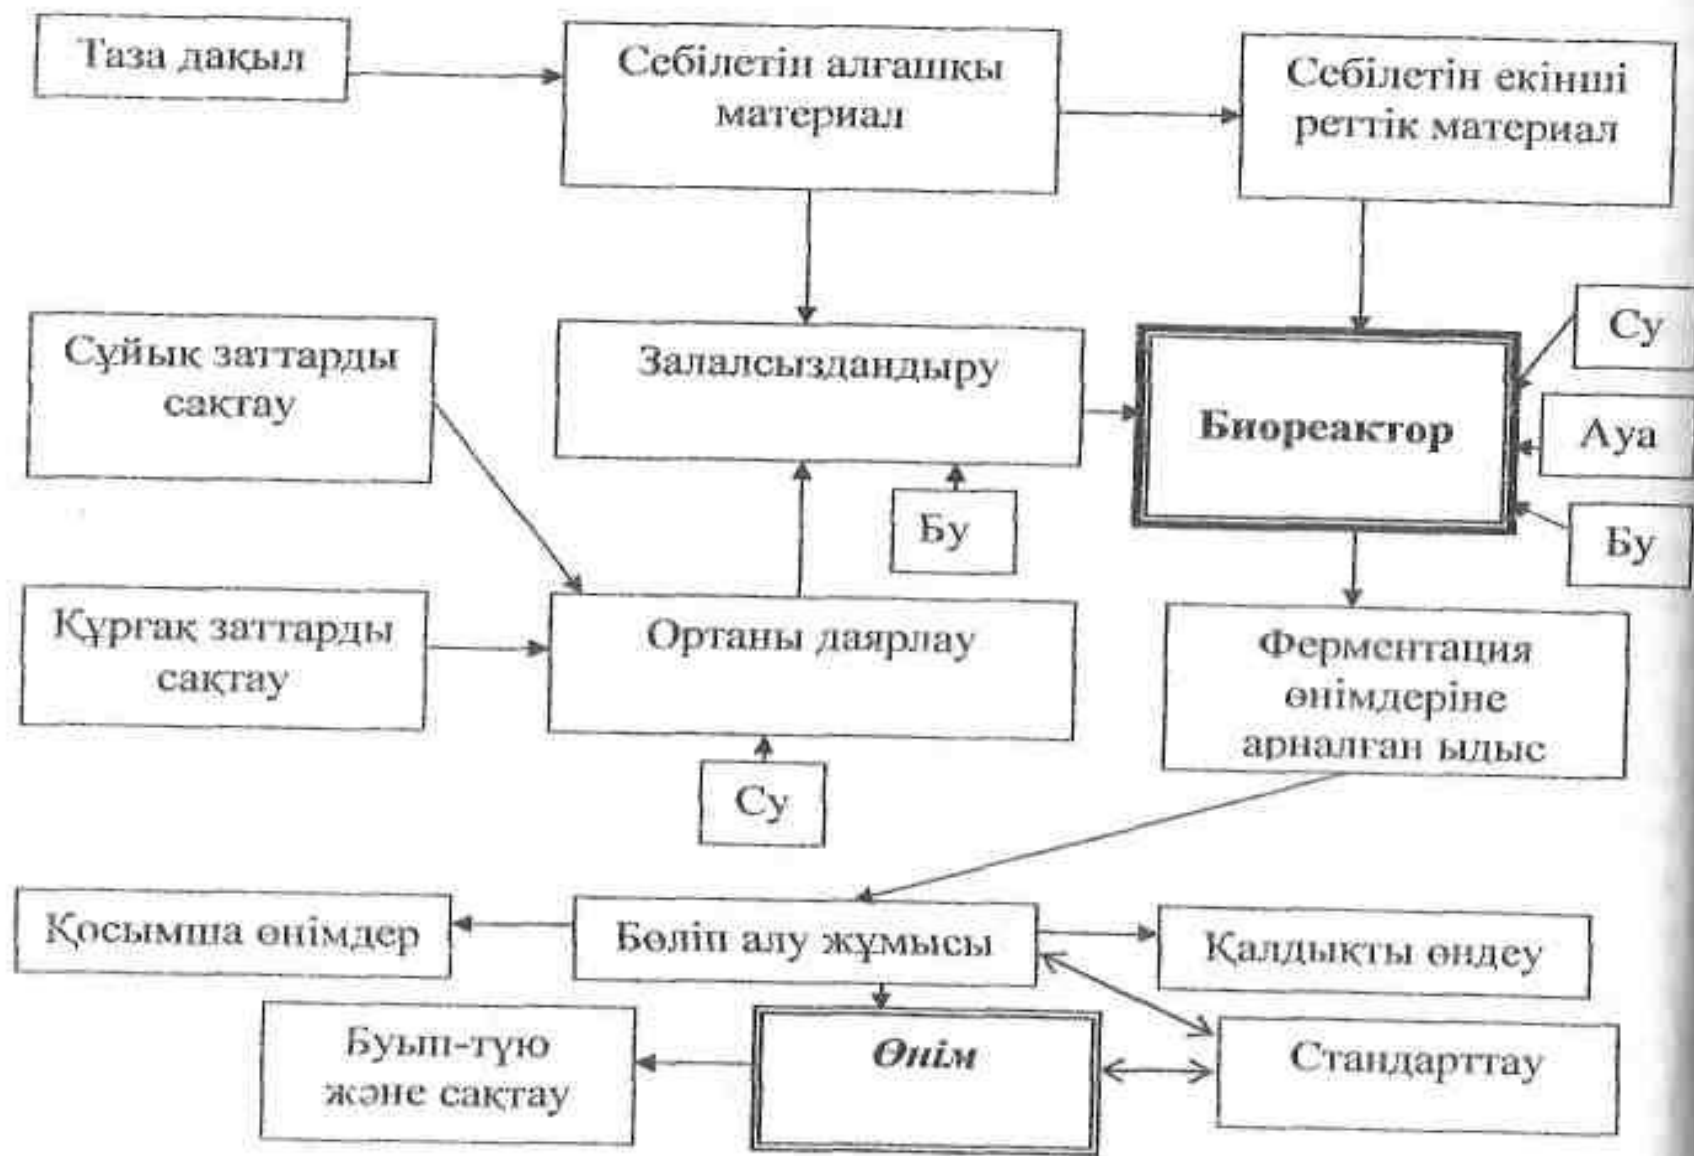 Таза дақыл
Себілетін алғашқы
материал
Себілетін екінші
реттік материал
Сұйық заттарды
сақтау
Залалсыздандыру
Биореактор
Су
Ауа
Бу
Бу
Құрғақ заттарды
сақтау
Ортаны даярлау
Ферментация
өнімдеріне
арналған ыдыс
Су
Қосымша өнімдер
Бөліп алу жұмысы
Қалдықты өңдеу
Буып-түю
және сақтау
Өнім
Стандарттау